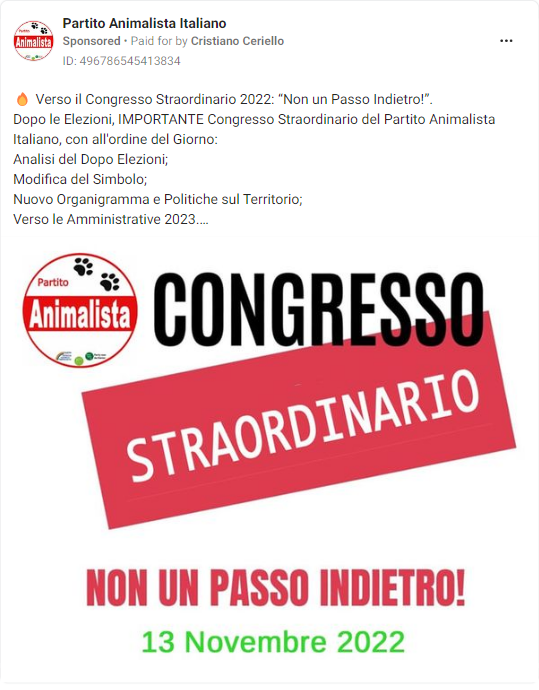 Partito Animalista Italiano
Sponsored • Paid for by Cristiano Ceriello
ID: 496786545413834
🔥 Verso il Congresso Straordinario 2022: “Non un Passo Indietro!”.
Dopo le Elezioni, IMPORTANTE Congresso Straordinario del Partito Animalista
Italiano, con all'ordine del Giorno:
Analisi del Dopo Elezioni;
Modifica del Simbolo;
Nuovo Organigramma e Politiche sul Territorio;
Verso le Amministrative 2023....
Partito
Animalista
CONGRESSO
STRAORDINARIO
NON UN PASSO INDIETRO!
13 Novembre 2022